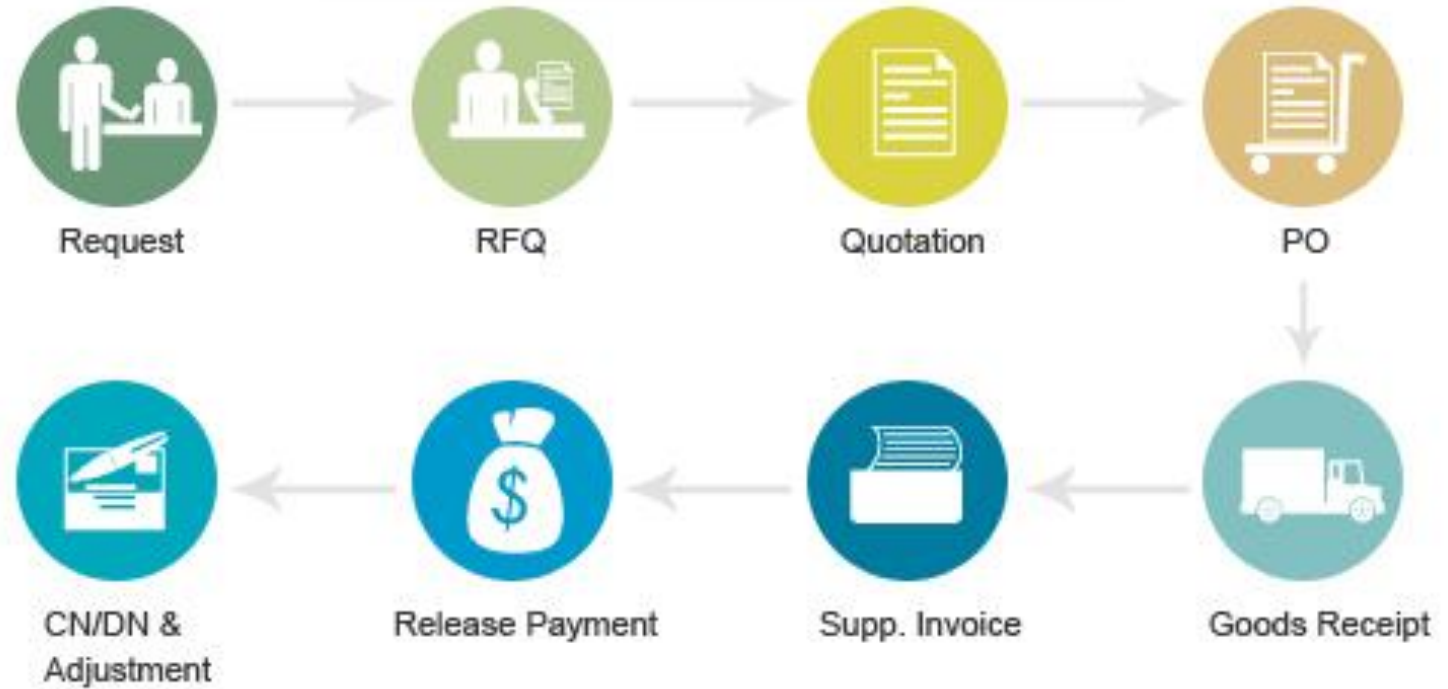 Request
RFQ
Quotation
PO
CN/DN &
Adjustment
Release Payment
$
Supp. Invoice
Goods Receipt